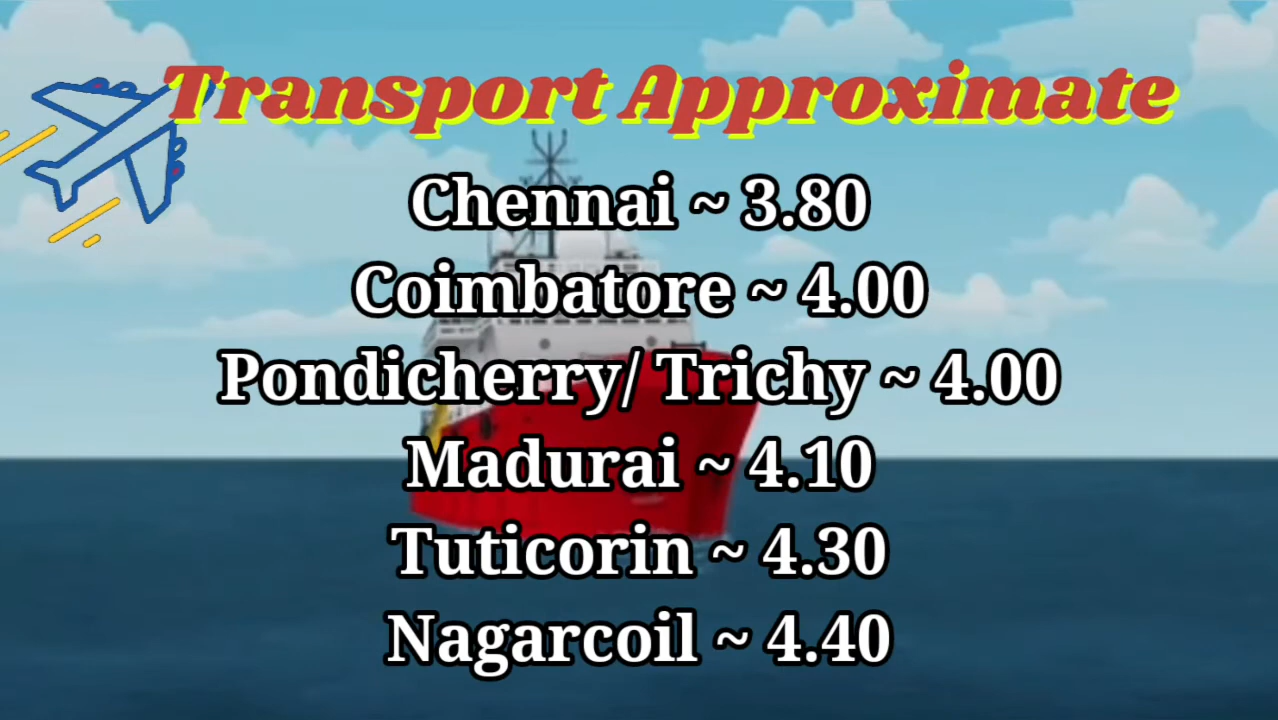 Transport Approximate
Chennai ~ 3.80
Coimbatore ~ 4.00
Pondicherry/ Trichy ~ 4.00
Madurai ~ 4.10
Tuticorin ~ 4.30
Nagarcoil ~ 4.40